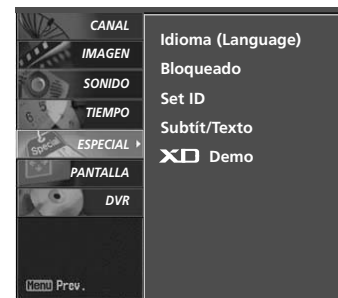 CANAL
IMAGEN
SONIDO
TIEMPO
ESPECIAL
PANTALLA
DVR
Menu Prev.
Idioma (Language)
Bloqueado
Set ID
Subtít/Texto
XD Demo